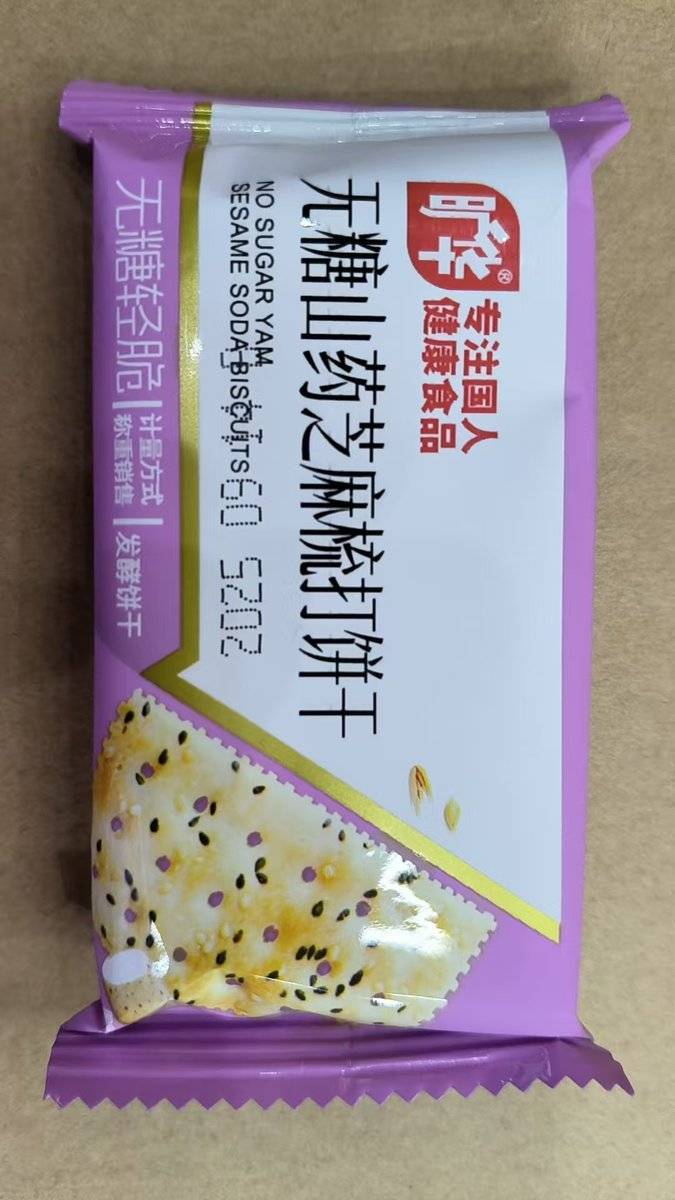 昕华®
专注国人
健康食品
无糖山药芝麻梳打饼干
NO SUGAR YAM
SESAME SODA BISCUITS
2025 09
无糖轻脆
计量方式
称重销售
发酵饼干